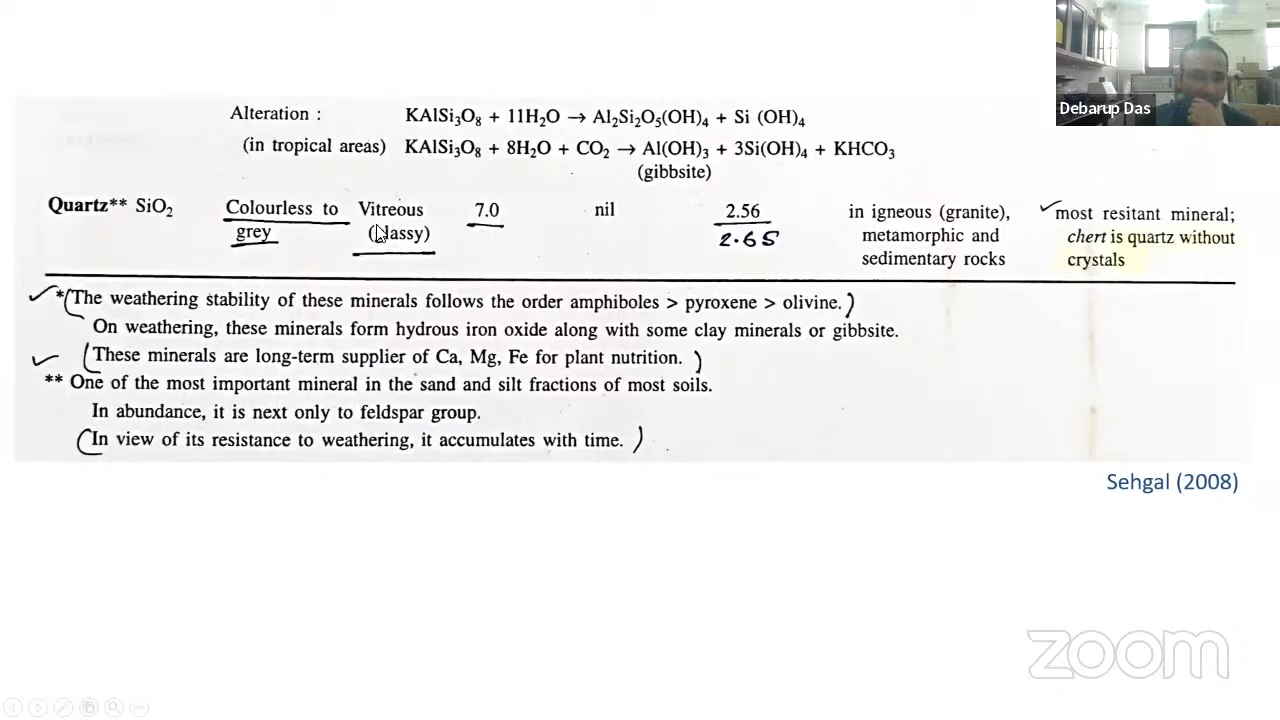 Debarup Das
Alteration : KAlSi₃O₈ + 11H₂O → Al₂Si₂O₅(OH)₄ + Si (OH)₄
(in tropical areas) KAlSi₃O₈ + 8H₂O + CO₂ → Al(OH)₃ + 3Si(OH)₄ + KHCO₃
(gibbsite)
Quartz** SiO₂ Colourless to Vitreous 7.0 nil 2.56 in igneous (granite), most resitant mineral;
grey (glassy) 2.65 metamorphic and chert is quartz without
sedimentary rocks crystals
*(The weathering stability of these minerals follows the order amphiboles > pyroxene > olivine.)
On weathering, these minerals form hydrous iron oxide along with some clay minerals or gibbsite.
(These minerals are long-term supplier of Ca, Mg, Fe for plant nutrition. )
** One of the most important mineral in the sand and silt fractions of most soils.
In abundance, it is next only to feldspar group.
(In view of its resistance to weathering, it accumulates with time. )
Sehgal (2008)
zoom